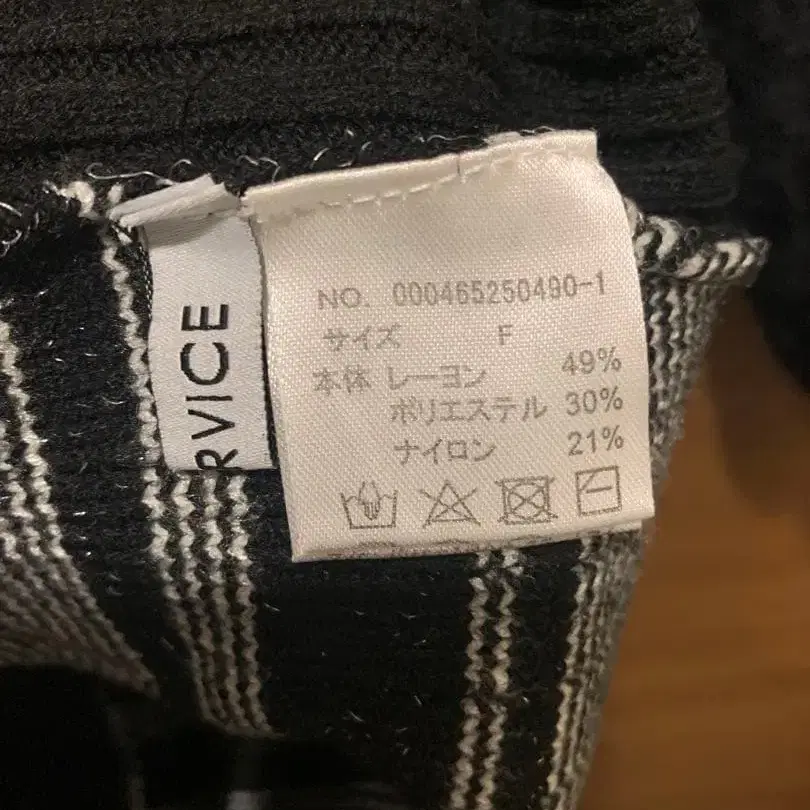 RVICE
NO. 000465250490-1
サイズ F
本体 レーヨン 49%
ポリエステル 30%
ナイロン 21%